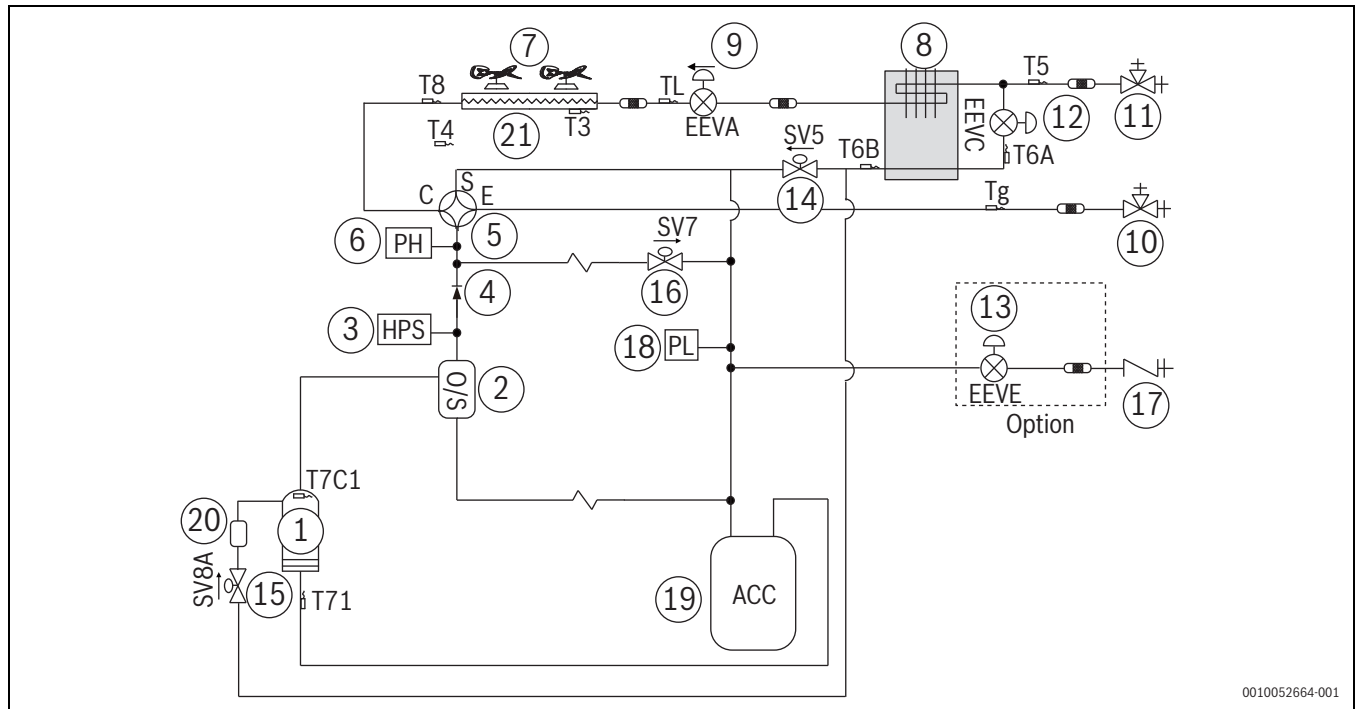 7
9
8
T8
TL
T5
EEVA
EEVC
12
11
T4
21
T3
SV5
T6B
T6A
C
S
E
14
Tg
6
PH
5
SV7
10
4
16
13
3
HPS
18
PL
O/S
2
EEVE
17
Option
T7C1
20
1
SV8A
15
T71
19
ACC
0010052664-001